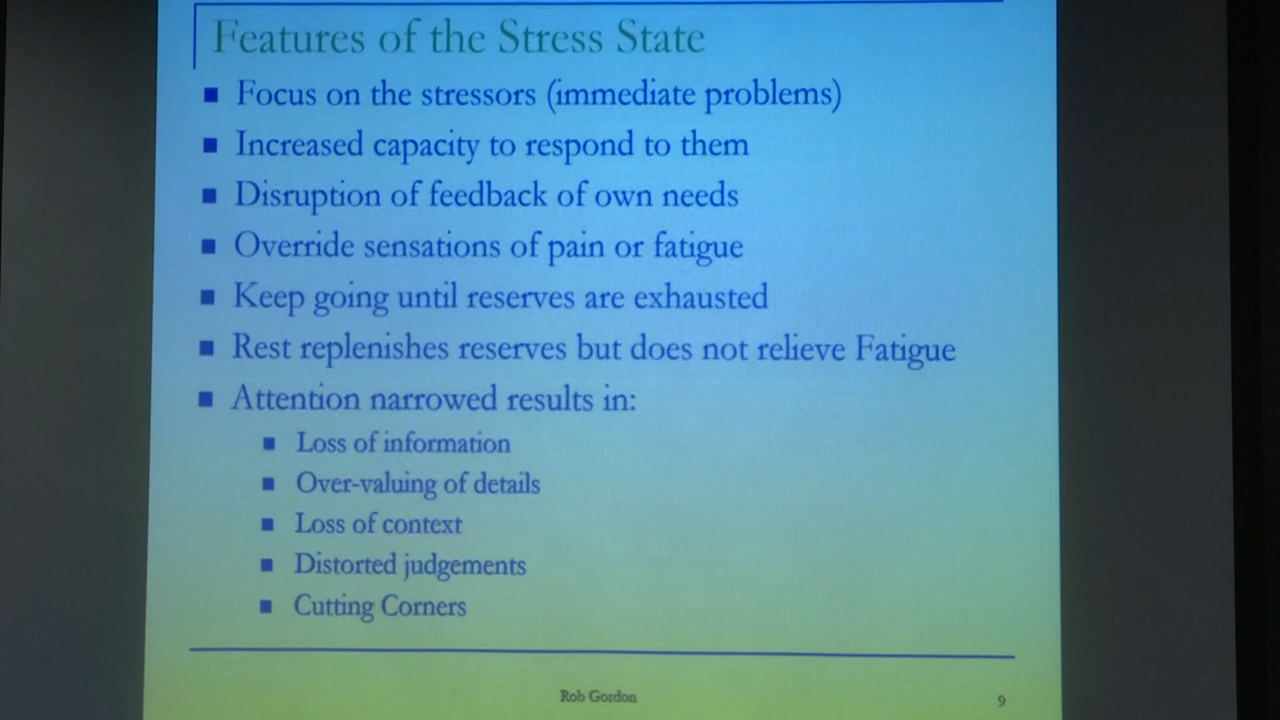 Features of the Stress State
Focus on the stressors (immediate problems)
Increased capacity to respond to them
Disruption of feedback of own needs
Override sensations of pain or fatigue
Keep going until reserves are exhausted
Rest replenishes reserves but does not relieve Fatigue
Attention narrowed results in:
Loss of information
Over-valuing of details
Loss of context
Distorted judgements
Cutting Corners
Rob Gordon
9